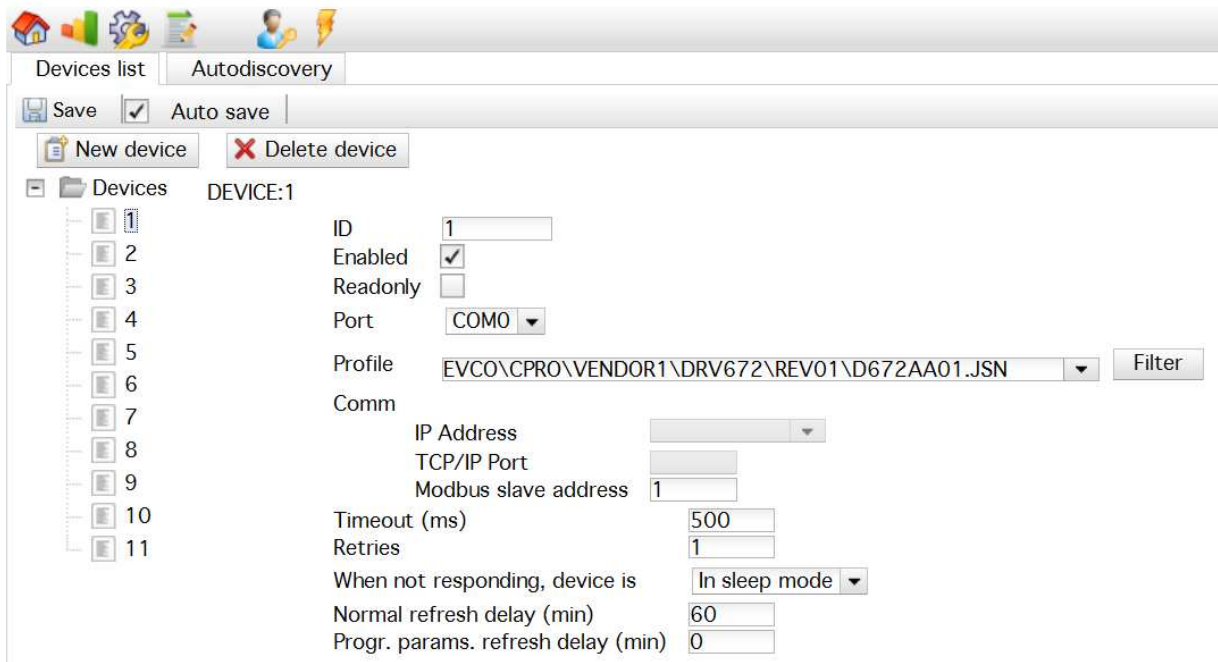 Devices list Autodiscovery
Save Auto save
New device Delete device
Devices DEVICE:1
1
2
3
4
5
6
7
8
9
10
11
ID 1
Enabled
Readonly
Port COM0
Profile EVCO\CPRO\VENDOR1\DRV672\REV01\D672AA01.JSN Filter
Comm
IP Address
TCP/IP Port
Modbus slave address 1
Timeout (ms) 500
Retries 1
When not responding, device is In sleep mode
Normal refresh delay (min) 60
Progr. params. refresh delay (min) 0